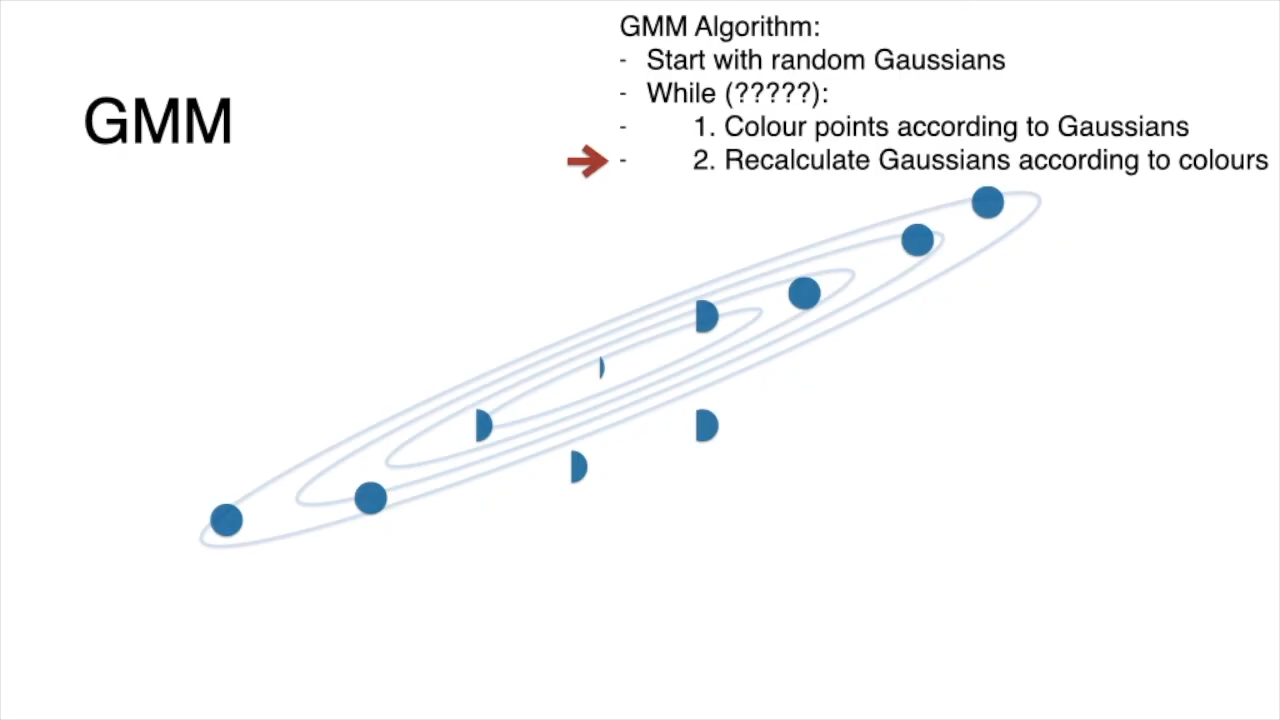 GMM
GMM Algorithm:
- Start with random Gaussians
- While (?????):
- 1. Colour points according to Gaussians
- 2. Recalculate Gaussians according to colours